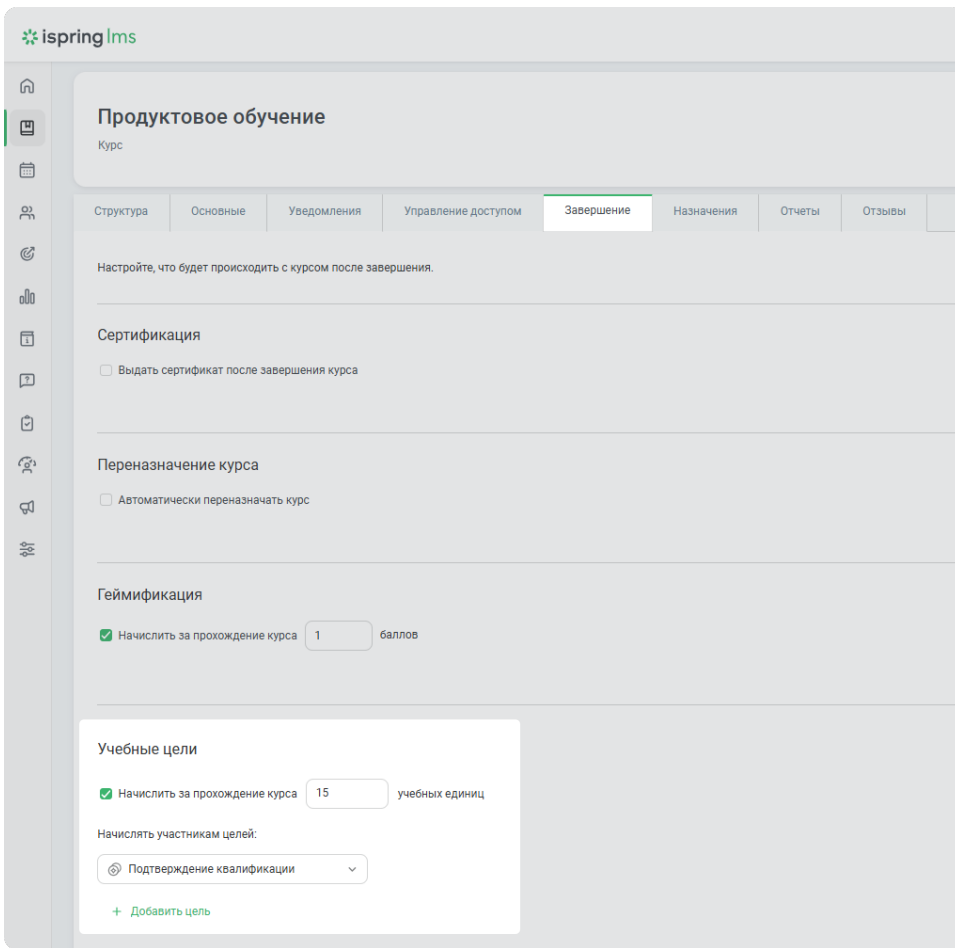 ispring lms
Продуктовое обучение
Курс
Структура Основные Уведомления Управление доступом Завершение Назначения Отчеты Отзывы
Настройте, что будет происходить с курсом после завершения.
Сертификация
Выдать сертификат после завершения курса
Переназначение курса
Автоматически переназначать курс
Геймификация
Начислить за прохождение курса 1 баллов
Учебные цели
Начислить за прохождение курса 15 учебных единиц
Начислять участникам целей:
Подтверждение квалификации
+ Добавить цель